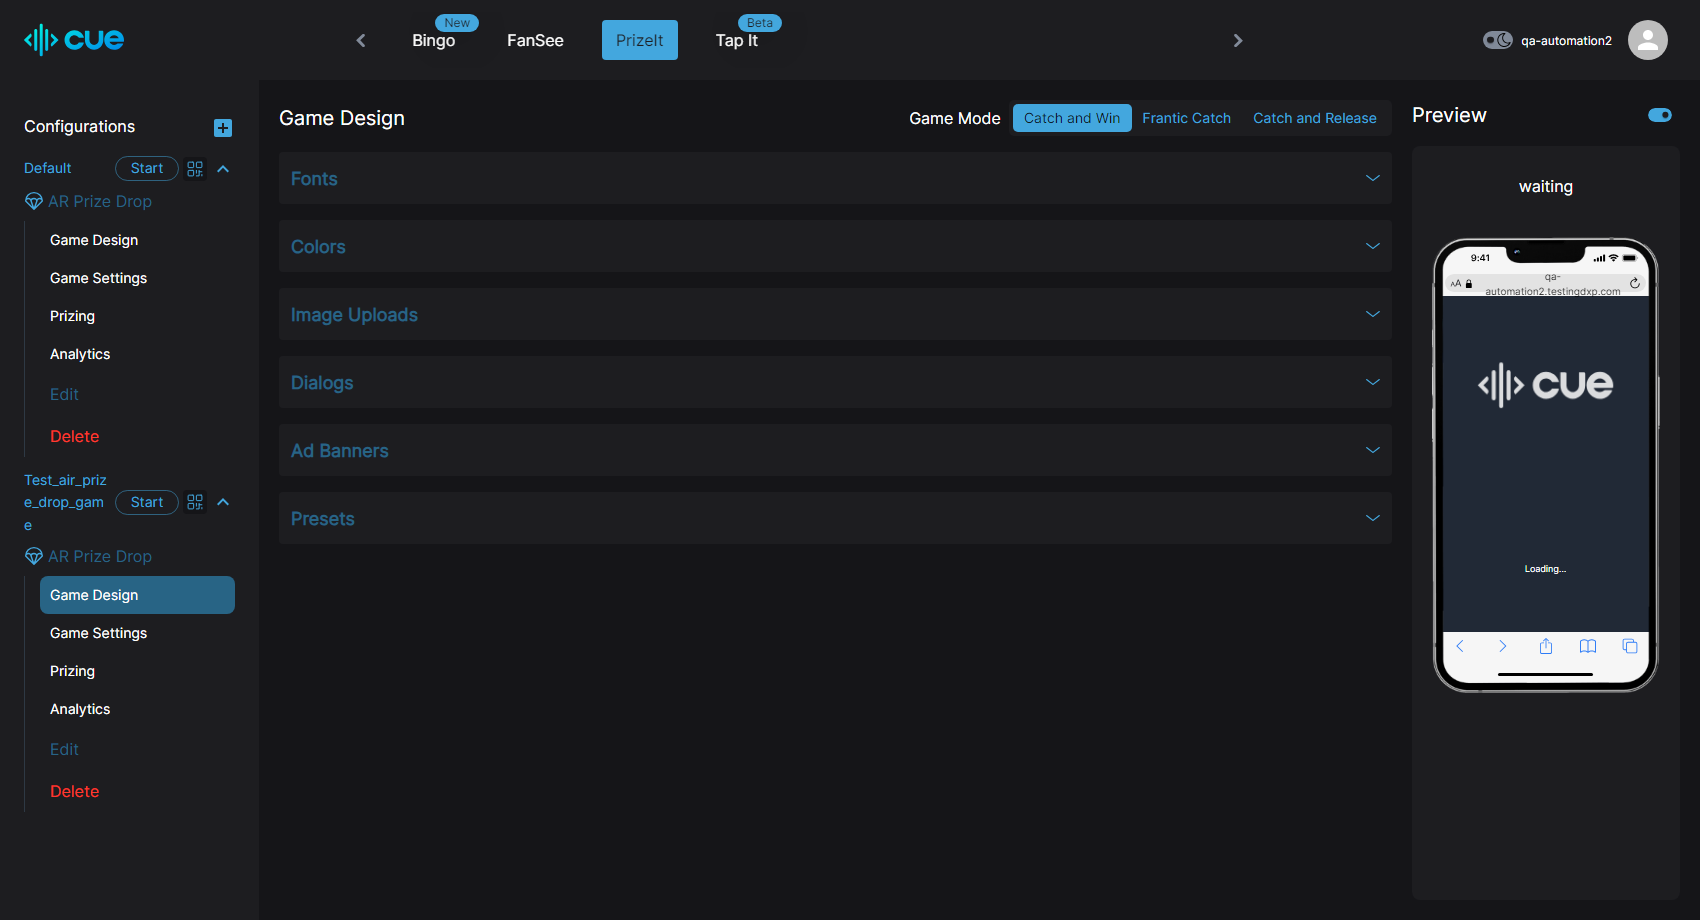 cue
New
Bingo
FanSee
PrizeIt
Beta
Tap It
qa-automation2
Configurations
Default
Start
AR Prize Drop
Game Design
Game Settings
Prizing
Analytics
Edit
Delete
Test_air_priz
e_drop_gam
e
Start
AR Prize Drop
Game Design
Game Settings
Prizing
Analytics
Edit
Delete
Game Design
Game Mode
Catch and Win
Frantic Catch
Catch and Release
Fonts
Colors
Image Uploads
Dialogs
Ad Banners
Presets
Preview
waiting
9:41
AA
qa-
automation2.testingdxp.com
cue
Loading...